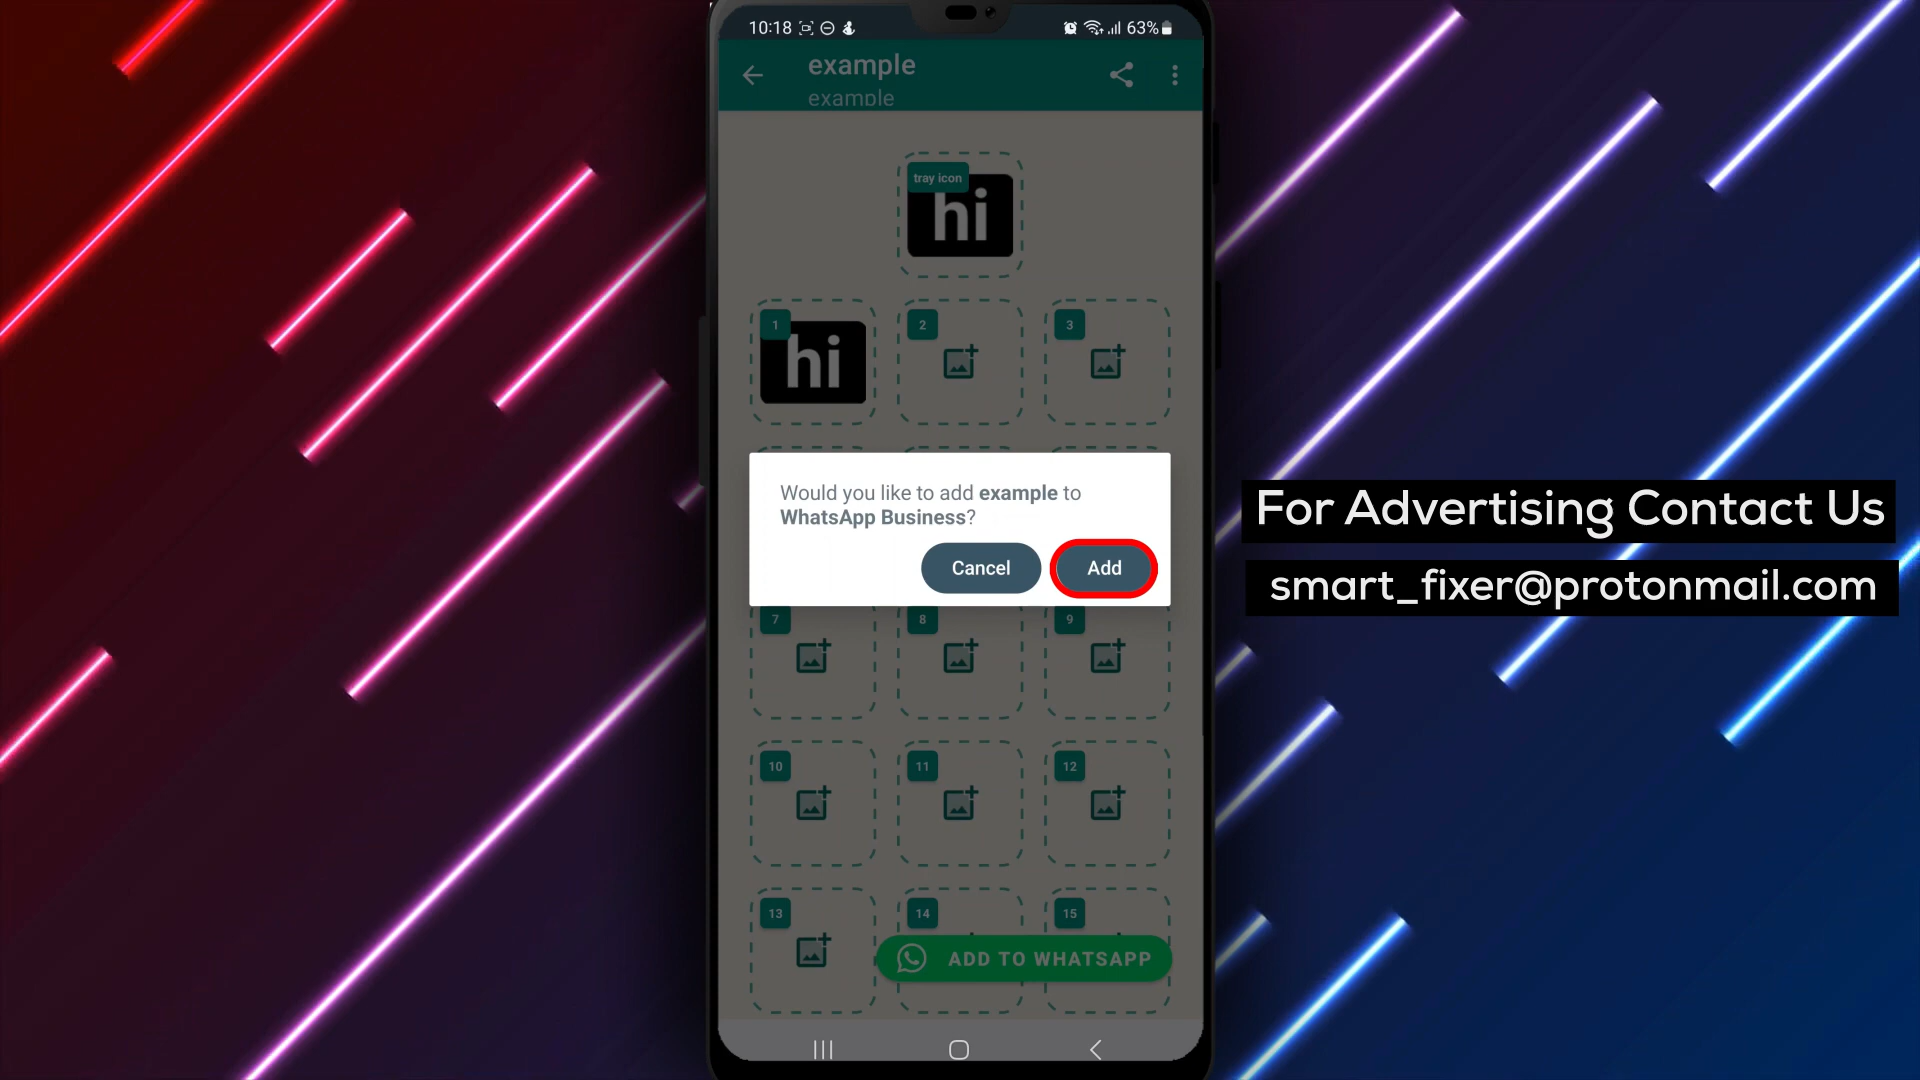 10:18
63%
example
example
tray icon
hi
1
hi
2
3
Would you like to add example to
WhatsApp Business?
Cancel
Add
7
8
9
10
11
12
13
14
15
ADD TO WHATSAPP
For Advertising Contact Us
smart_fixer@protonmail.com